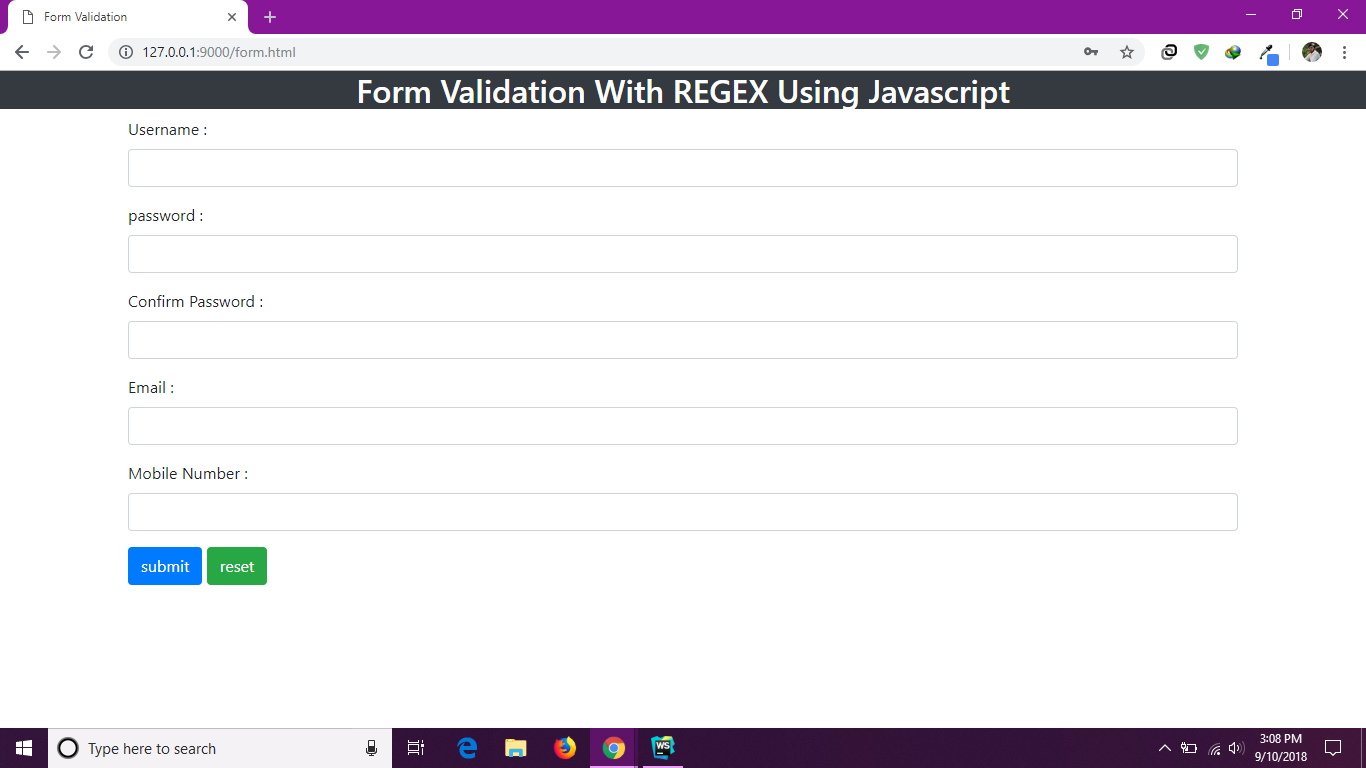 Form Validation
127.0.0.1:9000/form.html
Form Validation With REGEX Using Javascript
Username :
password :
Confirm Password :
Email :
Mobile Number :
submit reset
Type here to search
WS
3:08 PM
9/10/2018